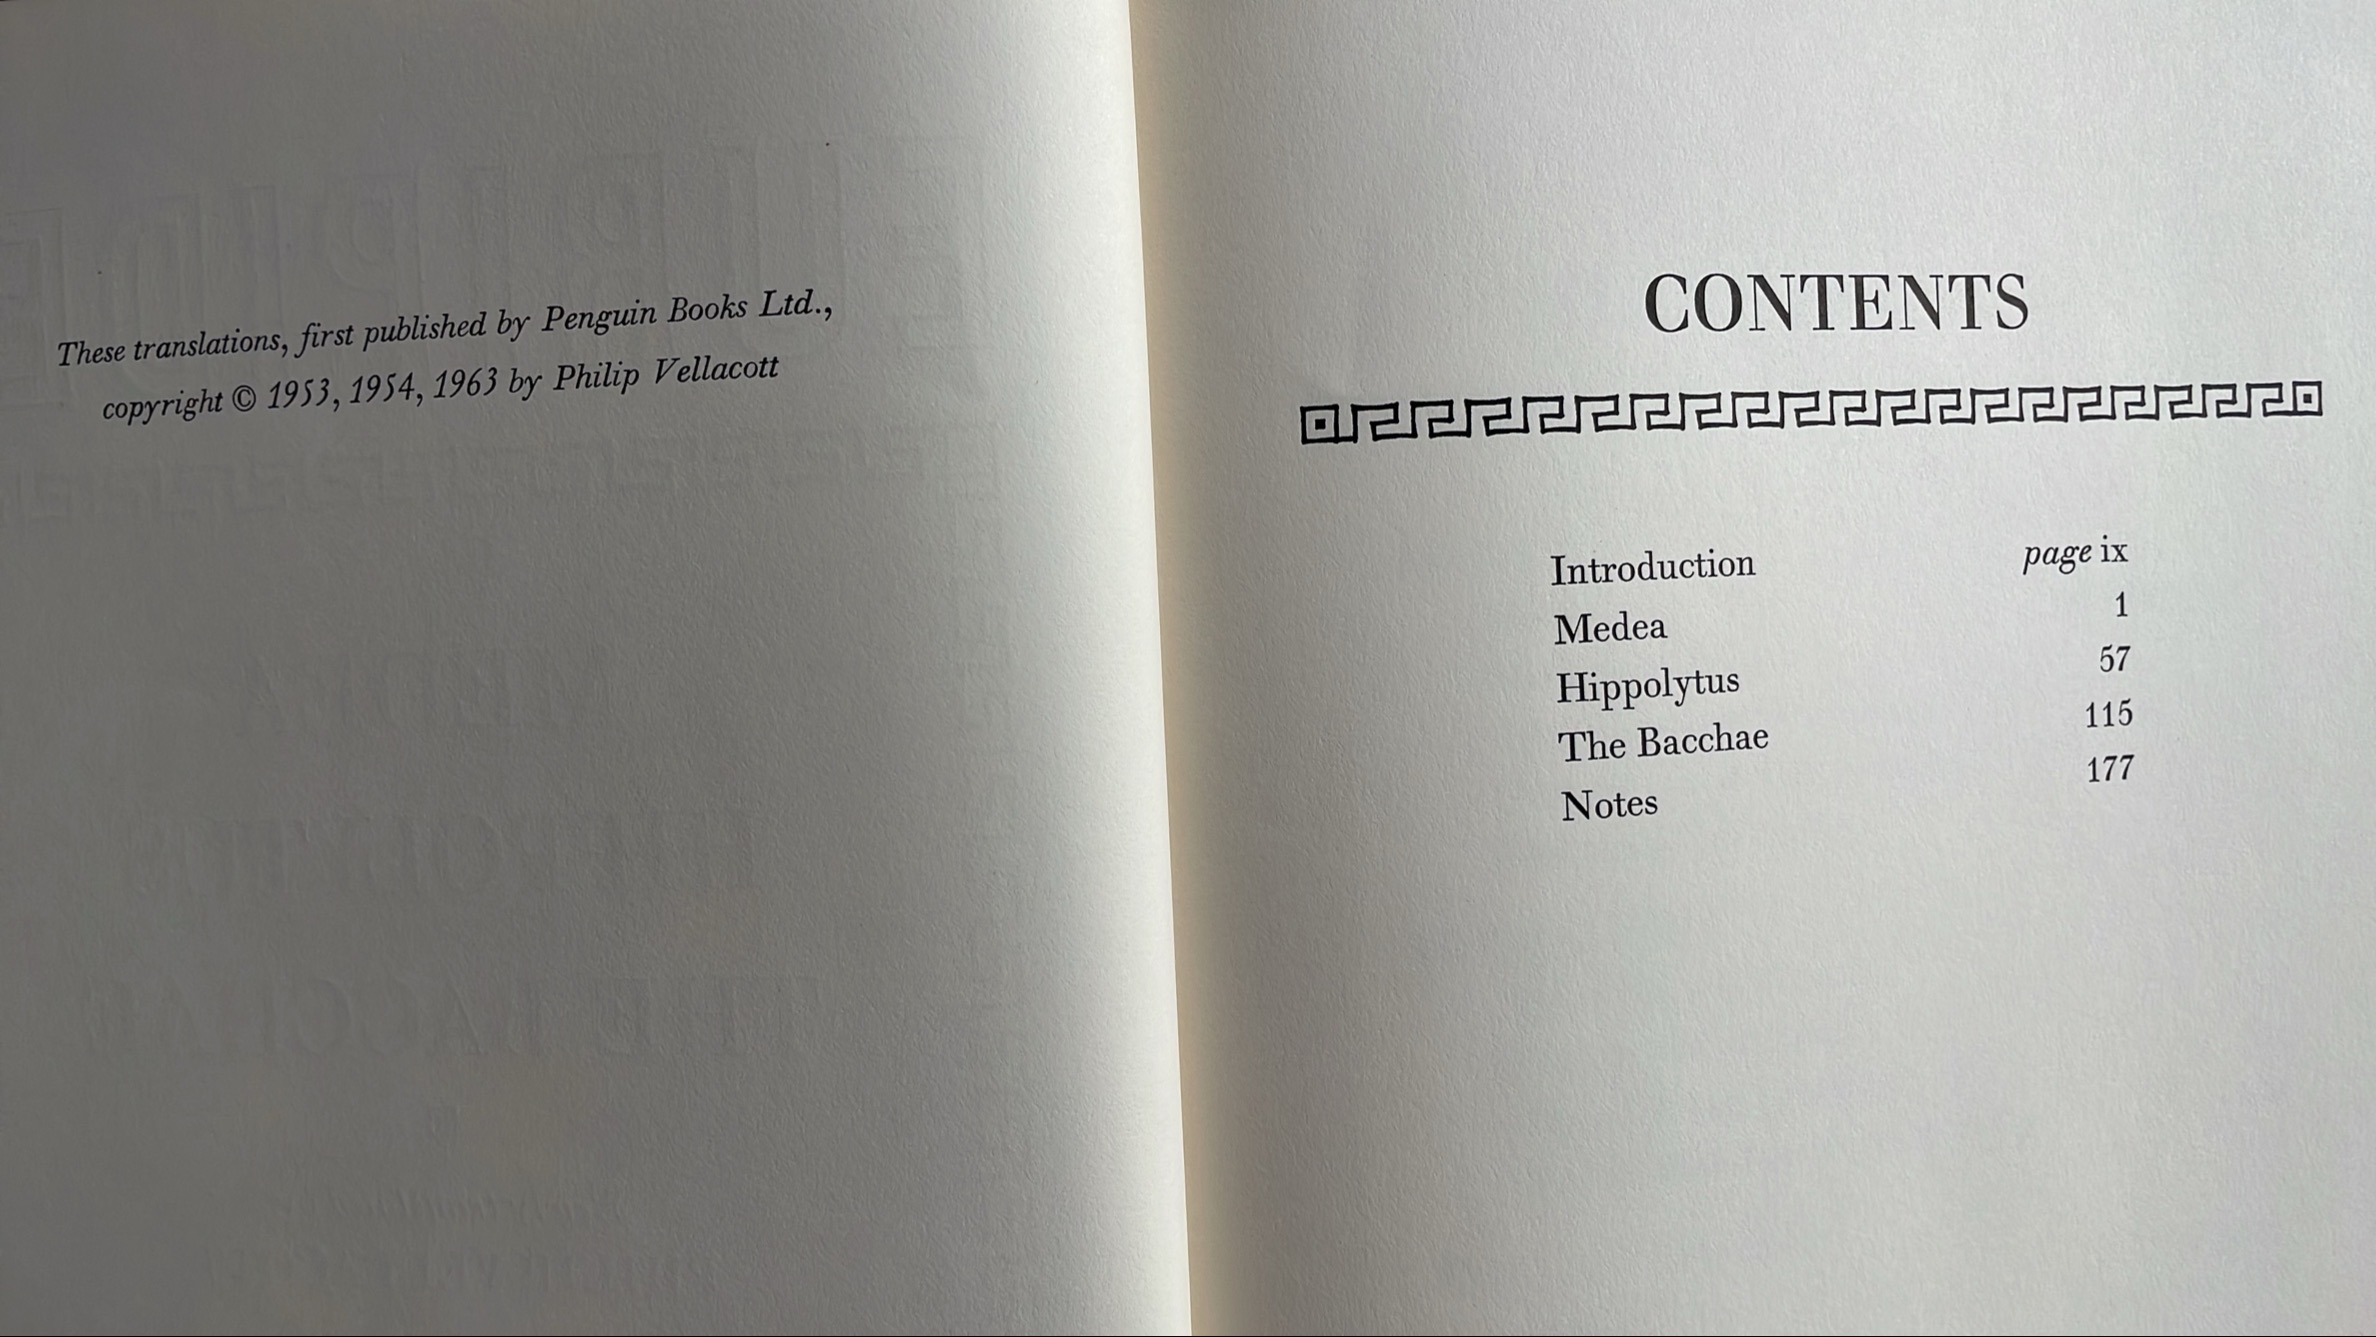 These translations, first published by Penguin Books Ltd.,
copyright © 1953, 1954, 1963 by Philip Vellacott
CONTENTS
Introduction page ix
Medea 1
Hippolytus 57
The Bacchae 115
Notes 177